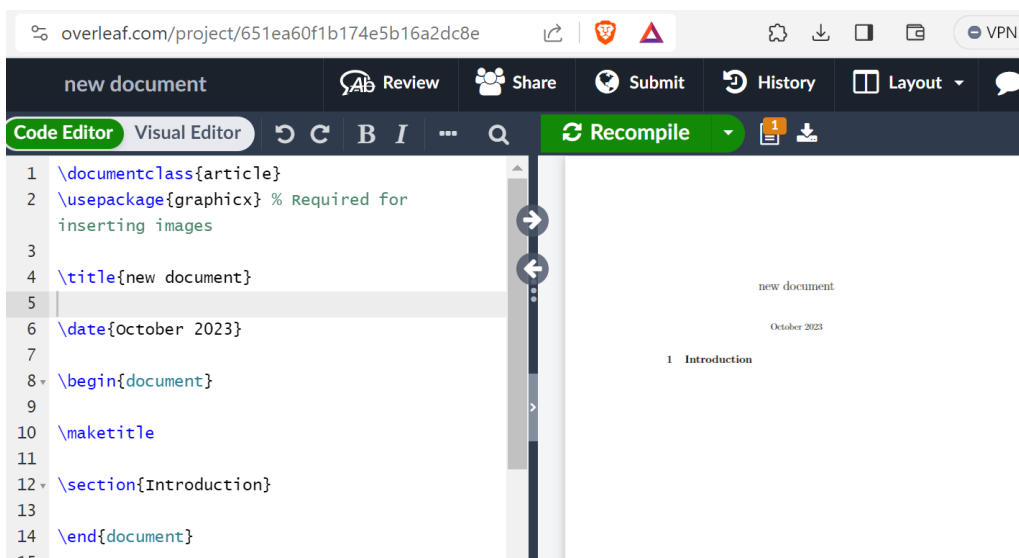 overleaf.com/project/651ea60f1b174e5b16a2dc8e VPN
new document Review Share Submit History Layout
Code Editor Visual Editor B I Recompile 1
1 \documentclass{article}
2 \usepackage{graphicx} % Required for
inserting images
3
4 \title{new document}
5
6 \date{October 2023}
7
8 \begin{document}
9
10 \maketitle
11
12 \section{Introduction}
13
14 \end{document}
new document
October 2023
1 Introduction